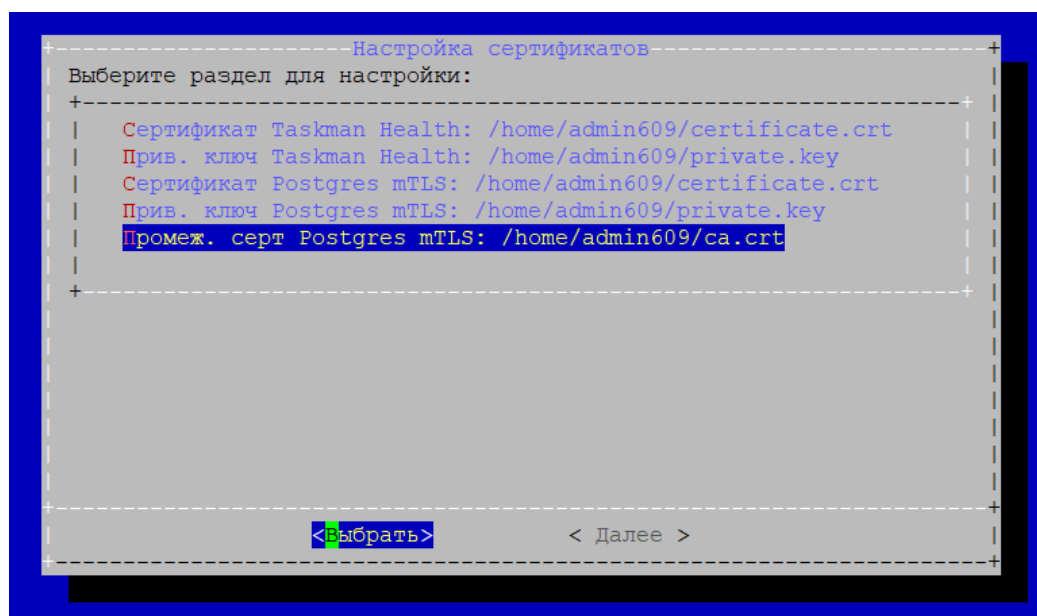 Настройка сертификатов
Выберите раздел для настройки:
Сертификат Taskman Health: /home/admin609/certificate.crt
Прив. ключ Taskman Health: /home/admin609/private.key
Сертификат Postgres mTLS: /home/admin609/certificate.crt
Прив. ключ Postgres mTLS: /home/admin609/private.key
Промеж. серт Postgres mTLS: /home/admin609/ca.crt
<Выбрать> < Далее >